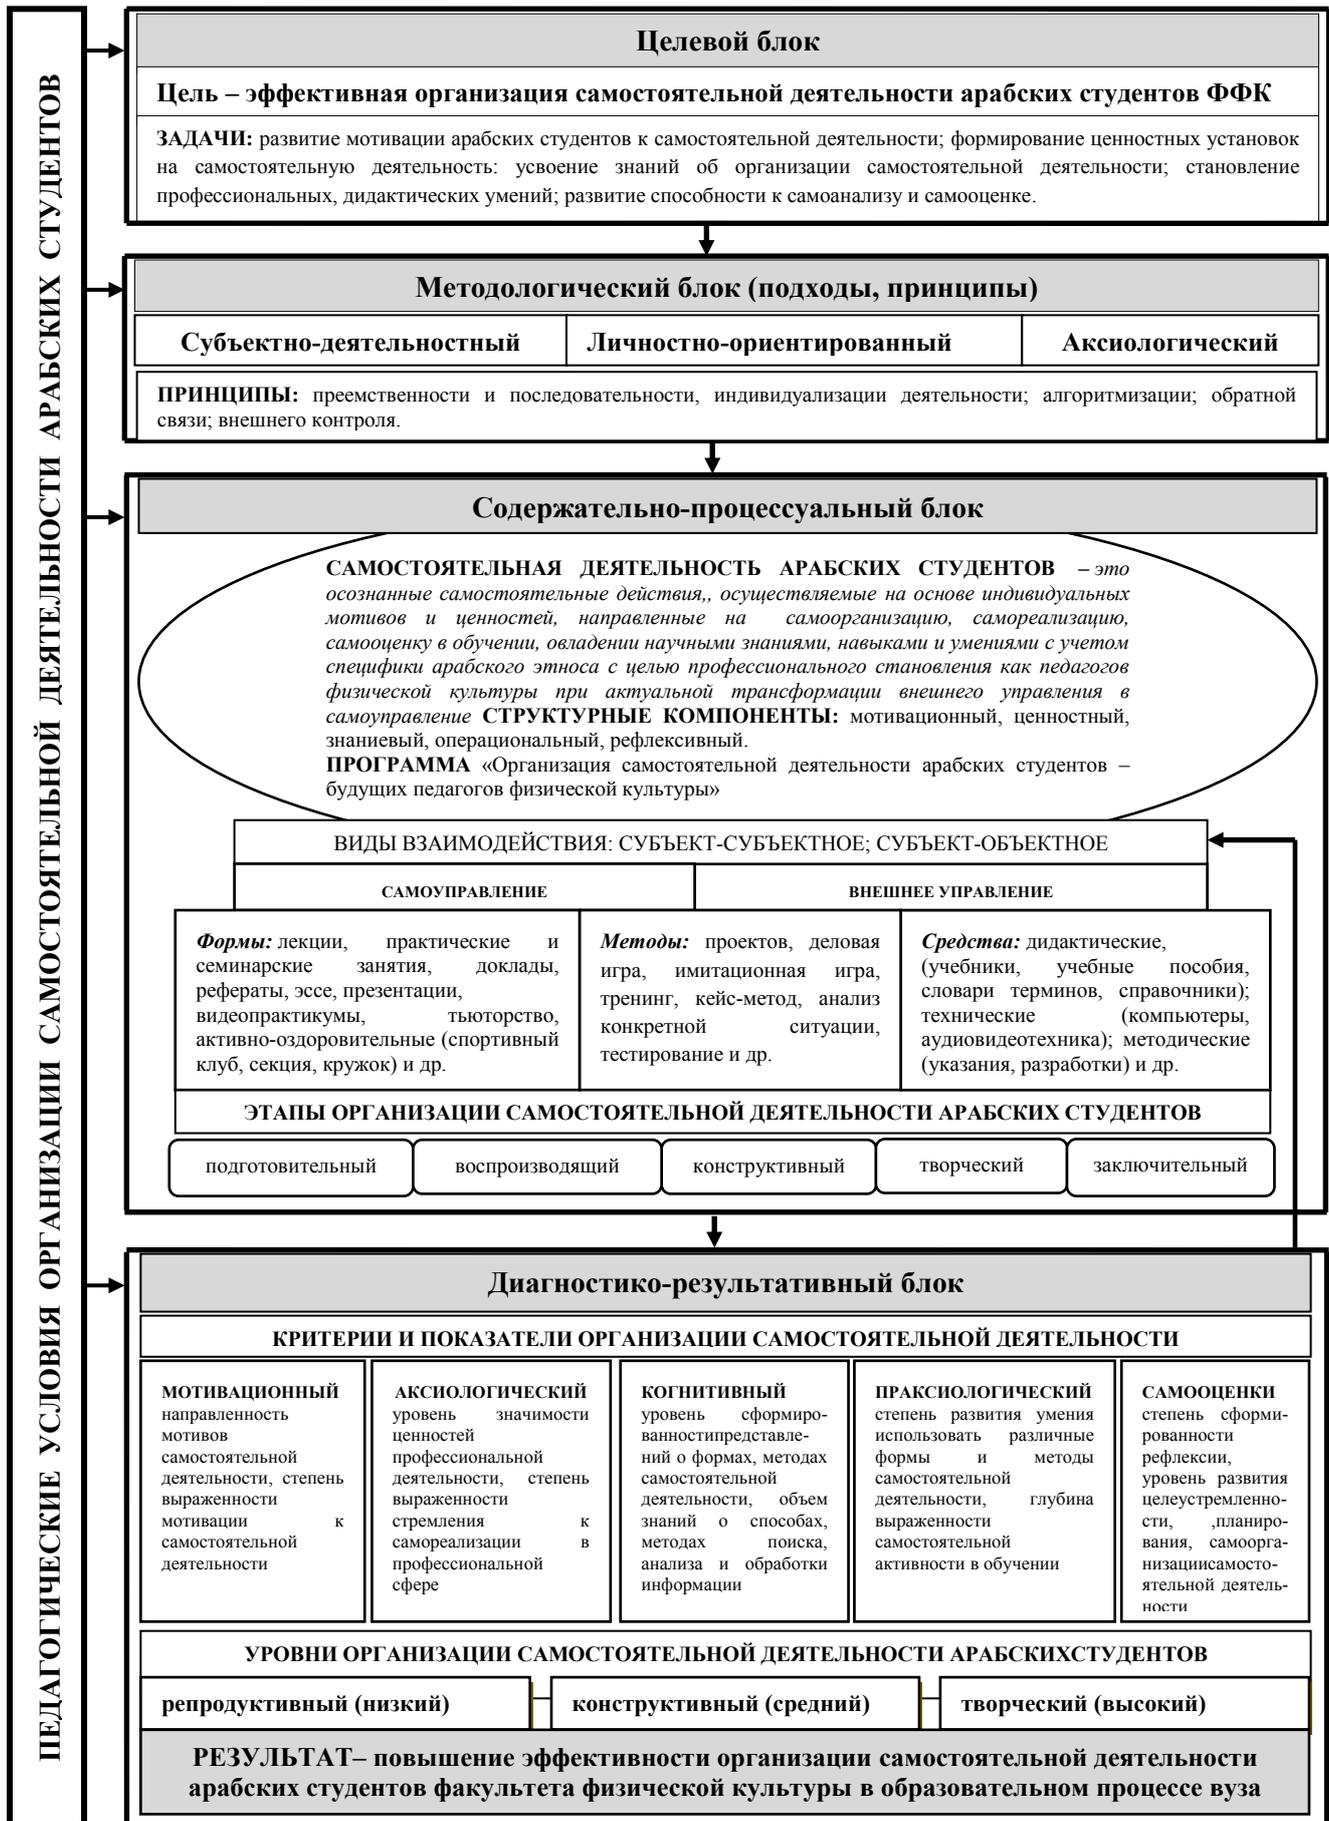 ПЕДАГОГИЧЕСКИЕ УСЛОВИЯ ОРГАНИЗАЦИИ САМОСТОЯТЕЛЬНОЙ ДЕЯТЕЛЬНОСТИ АРАБСКИХ СТУДЕНТОВ
Целевой блок
Цель – эффективная организация самостоятельной деятельности арабских студентов ФФК
ЗАДАЧИ: развитие мотивации арабских студентов к самостоятельной деятельности; формирование ценностных установок
на самостоятельную деятельность: усвоение знаний об организации самостоятельной деятельности; становление
профессиональных, дидактических умений; развитие способности к самоанализу и самооценке.
Методологический блок (подходы, принципы)
Субъектно-деятельностный
Личностно-ориентированный
Аксиологический
ПРИНЦИПЫ: преемственности и последовательности, индивидуализации деятельности; алгоритмизации; обратной
связи; внешнего контроля.
Содержательно-процессуальный блок
САМОСТОЯТЕЛЬНАЯ ДЕЯТЕЛЬНОСТЬ АРАБСКИХ СТУДЕНТОВ – это
осознанные самостоятельные действия,, осуществляемые на основе индивидуальных
мотивов и ценностей, направленные на самоорганизацию, самореализацию,
самооценку в обучении, овладении научными знаниями, навыками и умениями с учетом
специфики арабского этноса с целью профессионального становления как педагогов
физической культуры при актуальной трансформации внешнего управления в
самоуправление СТРУКТУРНЫЕ КОМПОНЕНТЫ: мотивационный, ценностный,
знаниевый, операциональный, рефлексивный.
ПРОГРАММА «Организация самостоятельной деятельности арабских студентов –
будущих педагогов физической культуры»
ВИДЫ ВЗАИМОДЕЙСТВИЯ: СУБЪЕКТ-СУБЪЕКТНОЕ; СУБЪЕКТ-ОБЪЕКТНОЕ
САМОУПРАВЛЕНИЕ
ВНЕШНЕЕ УПРАВЛЕНИЕ
Формы: лекции, практические и
семинарские занятия, доклады,
рефераты, эссе, презентации,
видеопрактикумы, тьюторство,
активно-оздоровительные (спортивный
клуб, секция, кружок) и др.
Методы: проектов, деловая
игра, имитационная игра,
тренинг, кейс-метод, анализ
конкретной ситуации,
тестирование и др.
Средства: дидактические,
(учебники, учебные пособия,
словари терминов, справочники);
технические (компьютеры,
аудиовидеотехника); методические
(указания, разработки) и др.
ЭТАПЫ ОРГАНИЗАЦИИ САМОСТОЯТЕЛЬНОЙ ДЕЯТЕЛЬНОСТИ АРАБСКИХ СТУДЕНТОВ
подготовительный
воспроизводящий
конструктивный
творческий
заключительный
Диагностико-результативный блок
КРИТЕРИИ И ПОКАЗАТЕЛИ ОРГАНИЗАЦИИ САМОСТОЯТЕЛЬНОЙ ДЕЯТЕЛЬНОСТИ
МОТИВАЦИОННЫЙ
направленность
мотивов
самостоятельной
деятельности, степень
выраженности
мотивации к
самостоятельной
деятельности
АКСИОЛОГИЧЕСКИЙ
уровень значимости
ценностей
профессиональной
деятельности, степень
выраженности
стремления к
самореализации в
профессиональной
сфере
КОГНИТИВНЫЙ
уровень сформиро-
ванностипредставле-
ний о формах, методах
самостоятельной
деятельности, объем
знаний о способах,
методах поиска,
анализа и обработки
информации
ПРАКСИОЛОГИЧЕСКИЙ
степень развития умения
использовать различные
формы и методы
самостоятельной
деятельности, глубина
выраженности
самостоятельной
активности в обучении
САМООЦЕНКИ
степень сформи-
рованности
рефлексии,
уровень развития
целеустремленно-
сти, ,планиро-
вания, самоорга-
низациисамосто-
ятельной деятель-
ности
УРОВНИ ОРГАНИЗАЦИИ САМОСТОЯТЕЛЬНОЙ ДЕЯТЕЛЬНОСТИ АРАБСКИХСТУДЕНТОВ
репродуктивный (низкий)
конструктивный (средний)
творческий (высокий)
РЕЗУЛЬТАТ– повышение эффективности организации самостоятельной деятельности
арабских студентов факультета физической культуры в образовательном процессе вуза